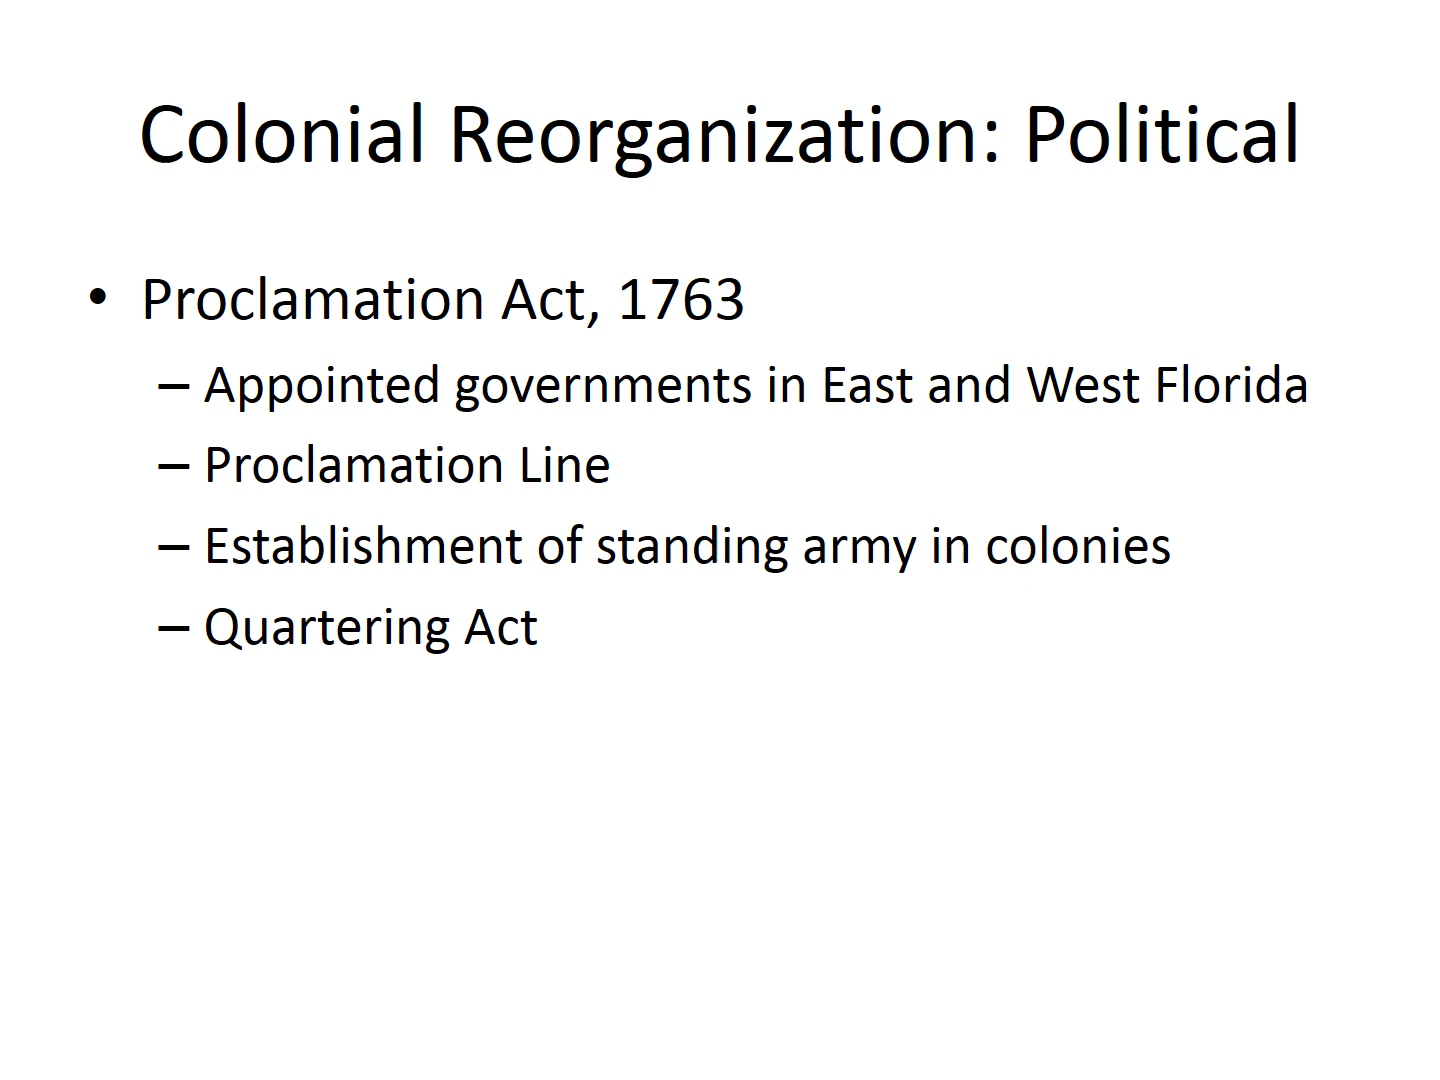 Colonial Reorganization: Political
• Proclamation Act, 1763
– Appointed governments in East and West Florida
– Proclamation Line
– Establishment of standing army in colonies
– Quartering Act